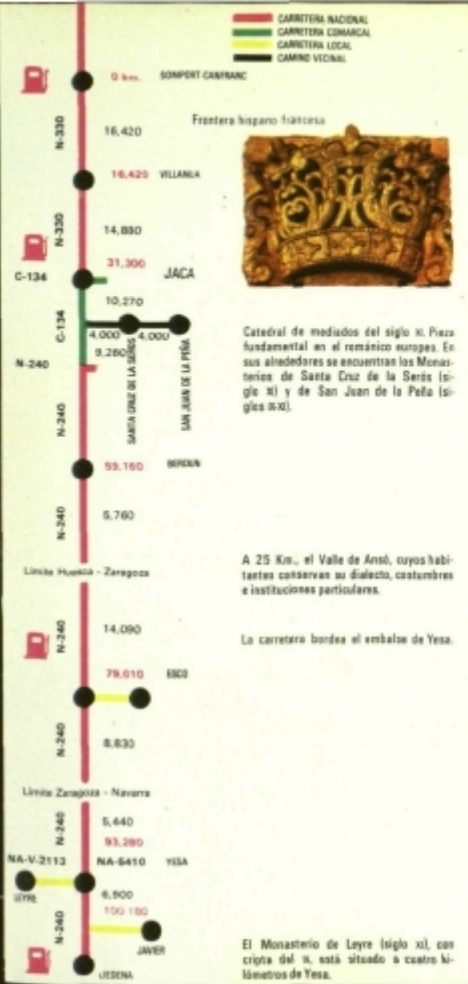 CARRETERA NACIONAL
CARRETERA COMARCAL
CARRETERA LOCAL
CAMINO VECINAL
0 km. SOMPORT-CANFRANC
Frontera hispano francesa
N-330
16,420
16,420 VILLANUA
N-330
14,880
31,300 JACA
C-134
10,270
C-134
4,000 4,000
9,260
SANTA CRUZ DE LA SERÓS
SAN JUAN DE LA PEÑA
N-240
Catedral de mediados del siglo XI. Pieza
fundamental en el románico europeo. En
sus alrededores se encuentran los Monas-
terios de Santa Cruz de la Serós (si-
glo XI) y de San Juan de la Peña (si-
glos IX-XI).
N-240
59,160 BERDUN
N-240
5,760
Límite Huesca - Zaragoza
A 25 Km., el Valle de Ansó, cuyos habi-
tantes conservan su dialecto, costumbres
e instituciones particulares.
N-240
14,090
La carretera bordea el embalse de Yesa.
79,010 ESCO
N-240
8,830
Límite Zaragoza - Navarra
N-240
5,440
93,280
NA-V-2113 NA-5410 YESA
LEYRE
6,900
N-240
100,180
JAVIER
LIEDENA
El Monasterio de Leyre (siglo XI), con
cripta del IX, está situado a cuatro ki-
lómetros de Yesa.